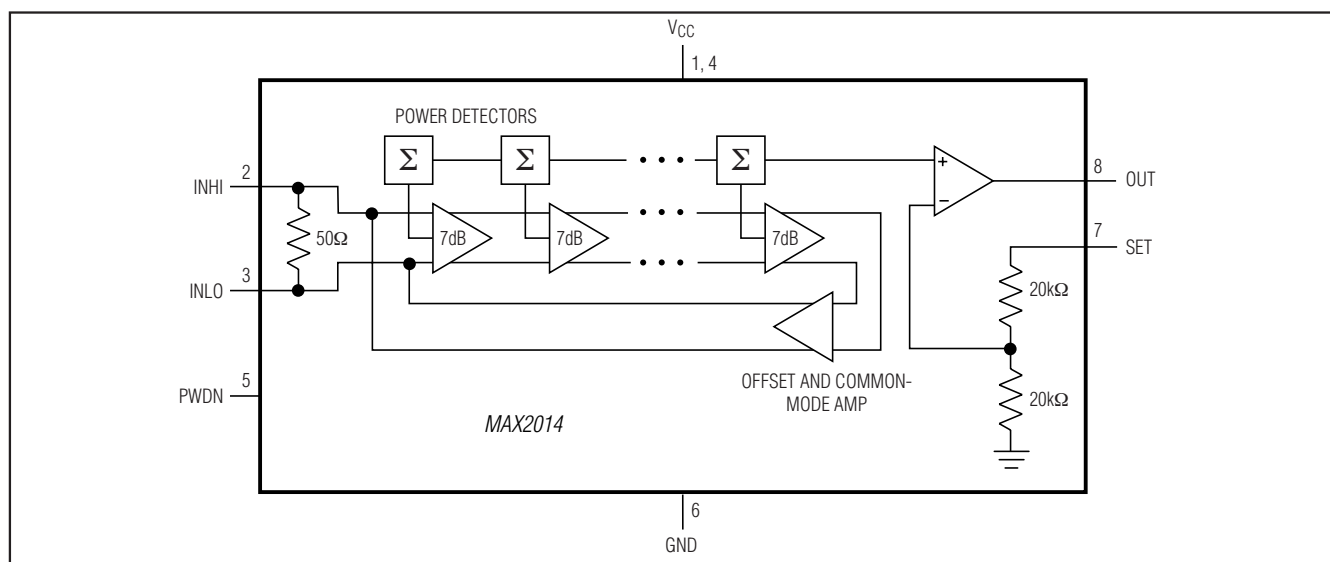 VCC
1, 4
POWER DETECTORS
Σ Σ Σ
2
INHI
50Ω
7dB 7dB 7dB
+
−
8
OUT
7
SET
3
INLO
20kΩ
OFFSET AND COMMON-
MODE AMP
5
PWDN
20kΩ
MAX2014
6
GND